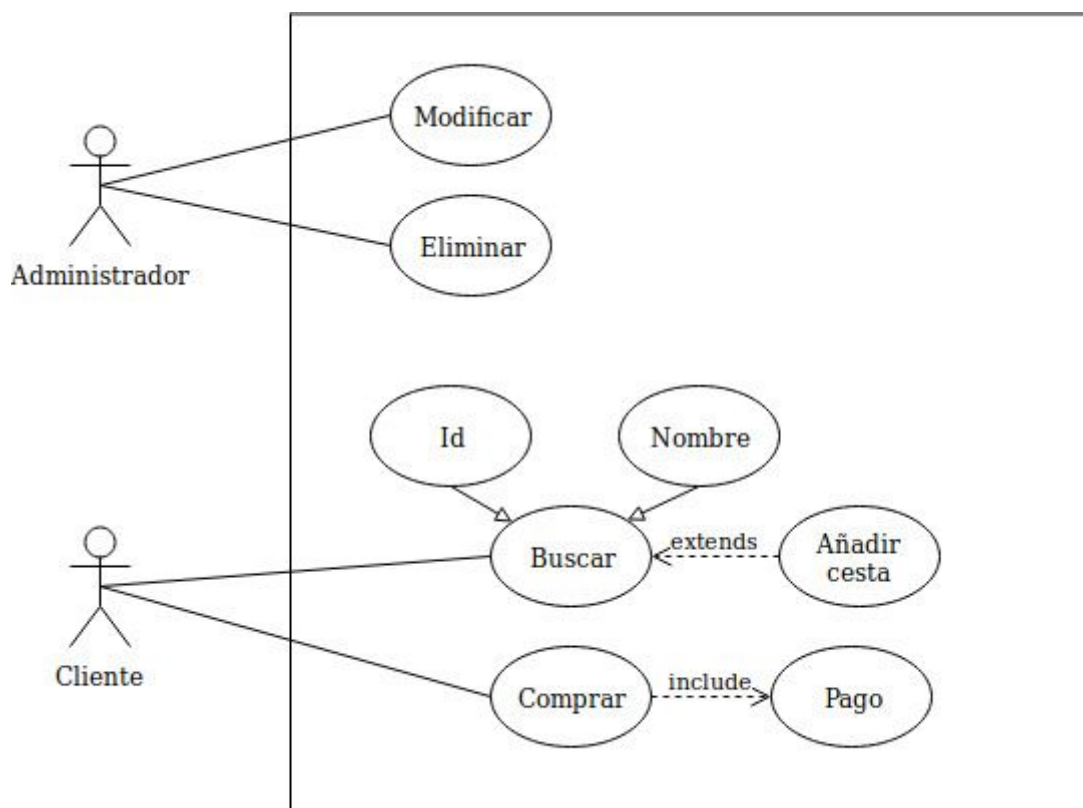 Modificar
Eliminar
Administrador
Id
Nombre
Buscar
extends
Añadir
cesta
Cliente
Comprar
include
Pago